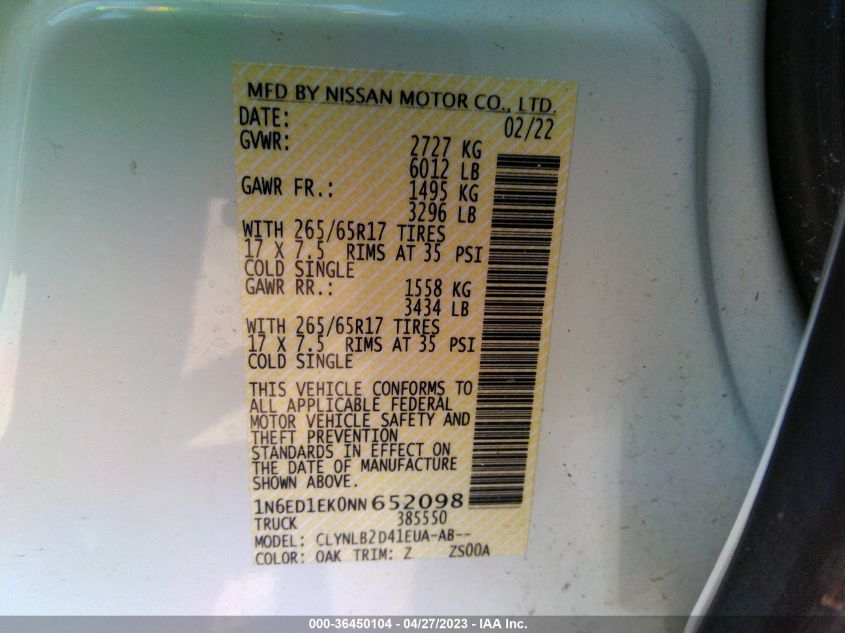 MFD BY NISSAN MOTOR CO., LTD.
DATE: 02/22
GVWR: 2727 KG
6012 LB
GAWR FR.: 1495 KG
3296 LB
WITH 265/65R17 TIRES
17 X 7.5 RIMS AT 35 PSI
COLD SINGLE
GAWR RR.: 1558 KG
3434 LB
WITH 265/65R17 TIRES
17 X 7.5 RIMS AT 35 PSI
COLD SINGLE
THIS VEHICLE CONFORMS TO
ALL APPLICABLE FEDERAL
MOTOR VEHICLE SAFETY AND
THEFT PREVENTION
STANDARDS IN EFFECT ON
THE DATE OF MANUFACTURE
SHOWN ABOVE.
1N6ED1EK0NN652098
TRUCK 385550
MODEL: CLYNLB2D41EUA-AB--
COLOR: OAK TRIM: Z ZS00A
000-36450104 - 04/27/2023 - IAA Inc.